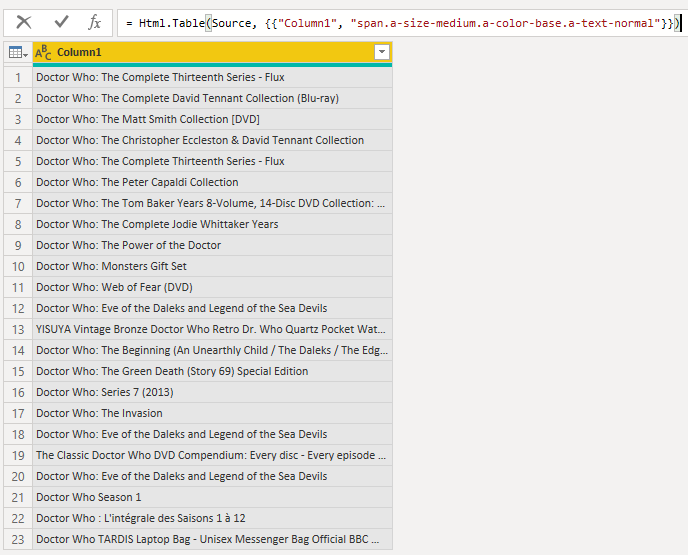 fx = Html.Table(Source, {{"Column1", "span.a-size-medium.a-color-base.a-text-normal"}})
ABC Column1
1 Doctor Who: The Complete Thirteenth Series - Flux
2 Doctor Who: The Complete David Tennant Collection (Blu-ray)
3 Doctor Who: The Matt Smith Collection [DVD]
4 Doctor Who: The Christopher Eccleston & David Tennant Collection
5 Doctor Who: The Complete Thirteenth Series - Flux
6 Doctor Who: The Peter Capaldi Collection
7 Doctor Who: The Tom Baker Years 8-Volume, 14-Disc DVD Collection: ...
8 Doctor Who: The Complete Jodie Whittaker Years
9 Doctor Who: The Power of the Doctor
10 Doctor Who: Monsters Gift Set
11 Doctor Who: Web of Fear (DVD)
12 Doctor Who: Eve of the Daleks and Legend of the Sea Devils
13 YISUYA Vintage Bronze Doctor Who Retro Dr. Who Quartz Pocket Wat...
14 Doctor Who: The Beginning (An Unearthly Child / The Daleks / The Edg...
15 Doctor Who: The Green Death (Story 69) Special Edition
16 Doctor Who: Series 7 (2013)
17 Doctor Who: The Invasion
18 Doctor Who: Eve of the Daleks and Legend of the Sea Devils
19 The Classic Doctor Who DVD Compendium: Every disc - Every episode ...
20 Doctor Who: Eve of the Daleks and Legend of the Sea Devils
21 Doctor Who Season 1
22 Doctor Who : L'intégrale des Saisons 1 à 12
23 Doctor Who TARDIS Laptop Bag - Unisex Messenger Bag Official BBC ...